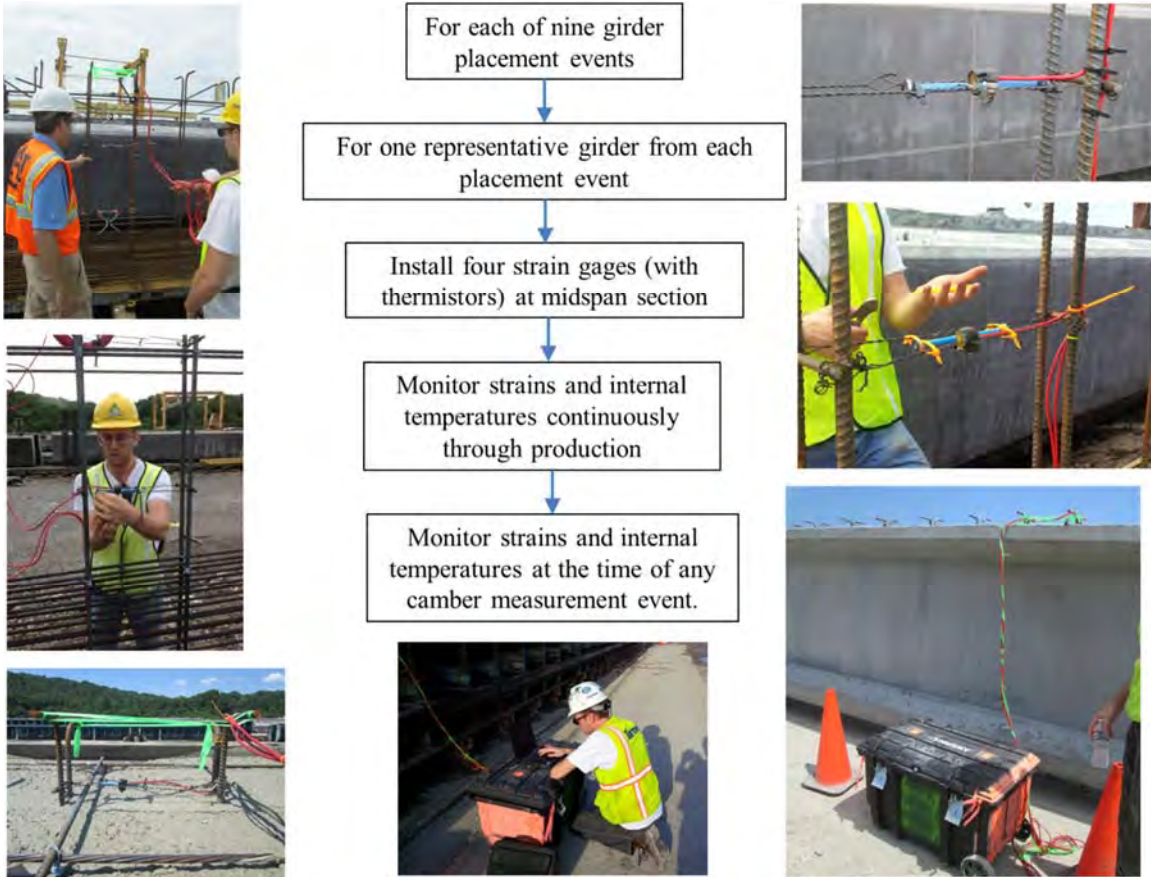 For each of nine girder
placement events
For one representative girder from each
placement event
Install four strain gages (with
thermistors) at midspan section
Monitor strains and internal
temperatures continuously
through production
Monitor strains and internal
temperatures at the time of any
camber measurement event.